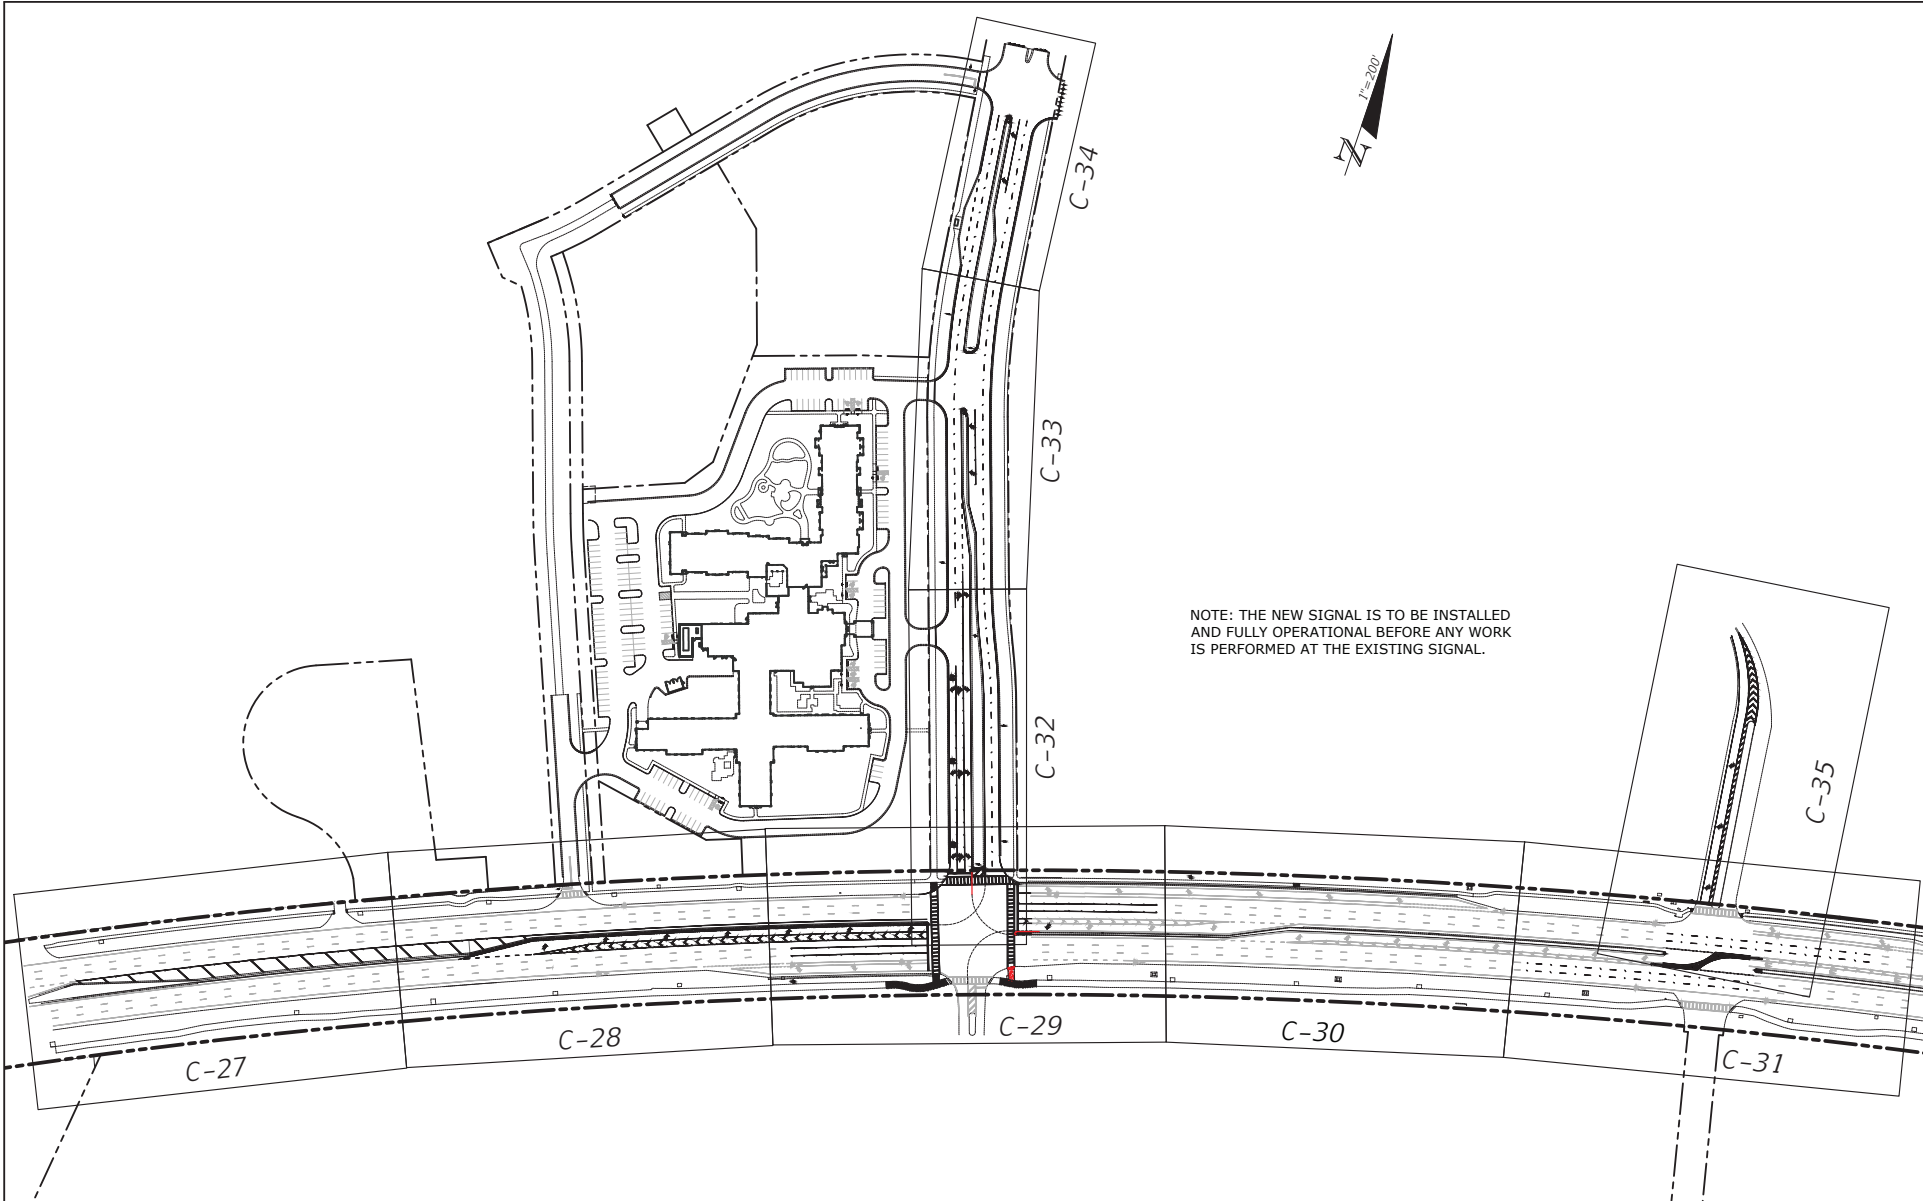 1"=200'
N
C-34
C-33
NOTE: THE NEW SIGNAL IS TO BE INSTALLED
AND FULLY OPERATIONAL BEFORE ANY WORK
IS PERFORMED AT THE EXISTING SIGNAL.
C-32
C-35
C-27
C-28
C-29
C-30
C-31